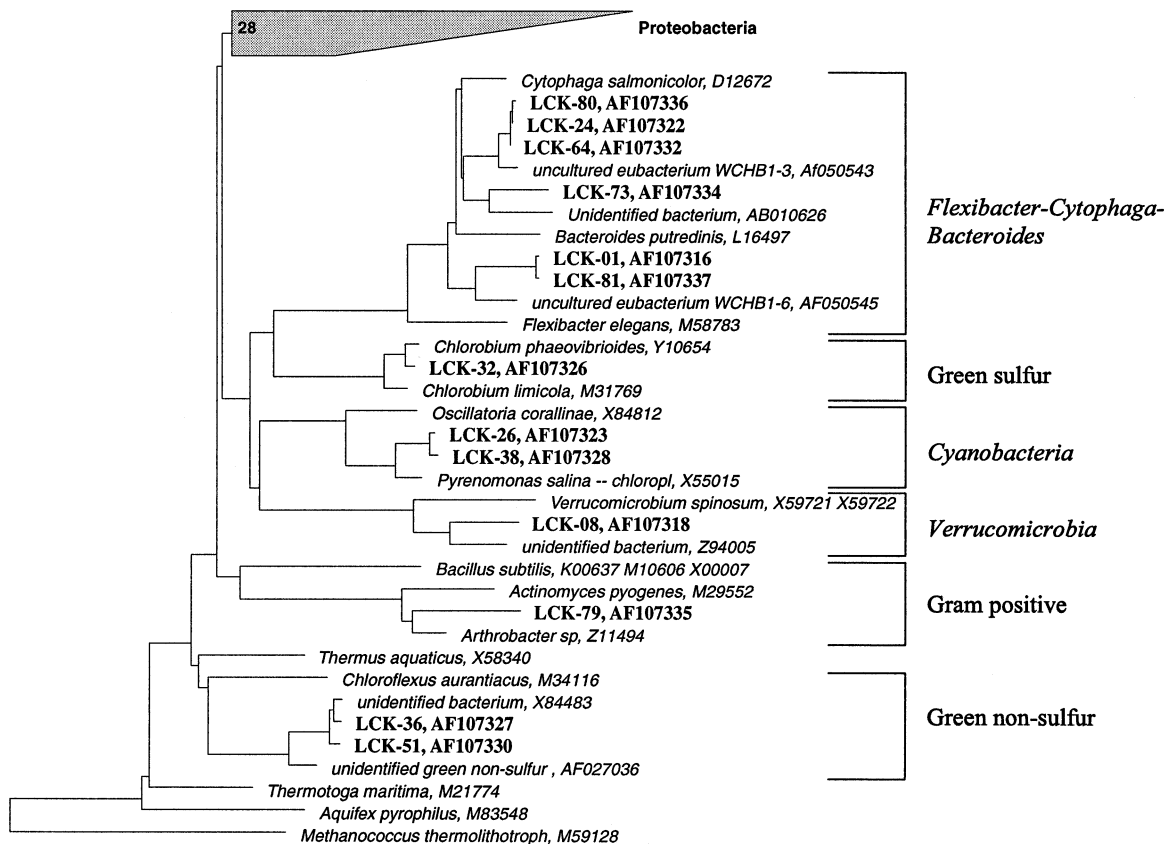 28
Proteobacteria
Cytophaga salmonicolor, D12672
LCK-80, AF107336
LCK-24, AF107322
LCK-64, AF107332
uncultured eubacterium WCHB1-3, Af050543
LCK-73, AF107334
Unidentified bacterium, AB010626
Bacteroides putredinis, L16497
LCK-01, AF107316
LCK-81, AF107337
uncultured eubacterium WCHB1-6, AF050545
Flexibacter elegans, M58783
Flexibacter-Cytophaga-
Bacteroides
Chlorobium phaeovibrioides, Y10654
LCK-32, AF107326
Chlorobium limicola, M31769
Green sulfur
Oscillatoria corallinae, X84812
LCK-26, AF107323
LCK-38, AF107328
Pyrenomonas salina -- chloropl, X55015
Cyanobacteria
Verrucomicrobium spinosum, X59721 X59722
LCK-08, AF107318
unidentified bacterium, Z94005
Verrucomicrobia
Bacillus subtilis, K00637 M10606 X00007
Actinomyces pyogenes, M29552
LCK-79, AF107335
Arthrobacter sp, Z11494
Gram positive
Thermus aquaticus, X58340
Chloroflexus aurantiacus, M34116
unidentified bacterium, X84483
LCK-36, AF107327
LCK-51, AF107330
unidentified green non-sulfur , AF027036
Green non-sulfur
Thermotoga maritima, M21774
Aquifex pyrophilus, M83548
Methanococcus thermolithotroph, M59128